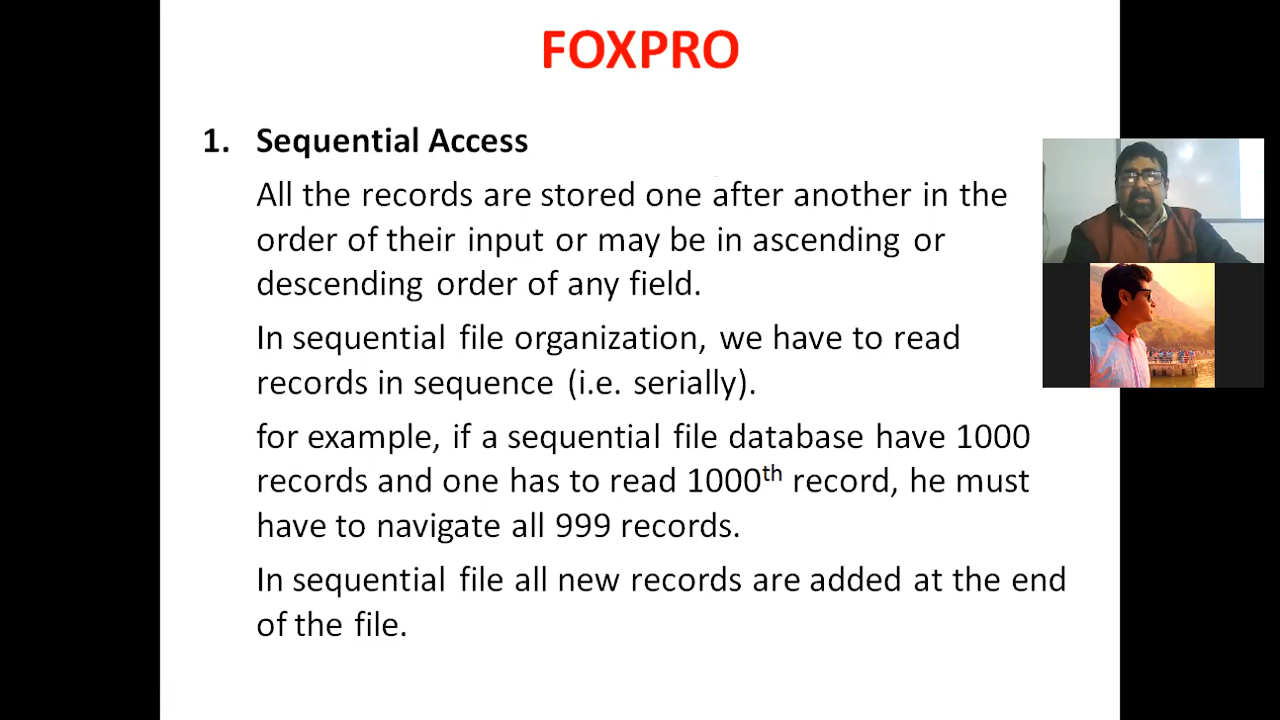 FOXPRO
1. Sequential Access
All the records are stored one after another in the
order of their input or may be in ascending or
descending order of any field.
In sequential file organization, we have to read
records in sequence (i.e. serially).
for example, if a sequential file database have 1000
records and one has to read 1000th record, he must
have to navigate all 999 records.
In sequential file all new records are added at the end
of the file.